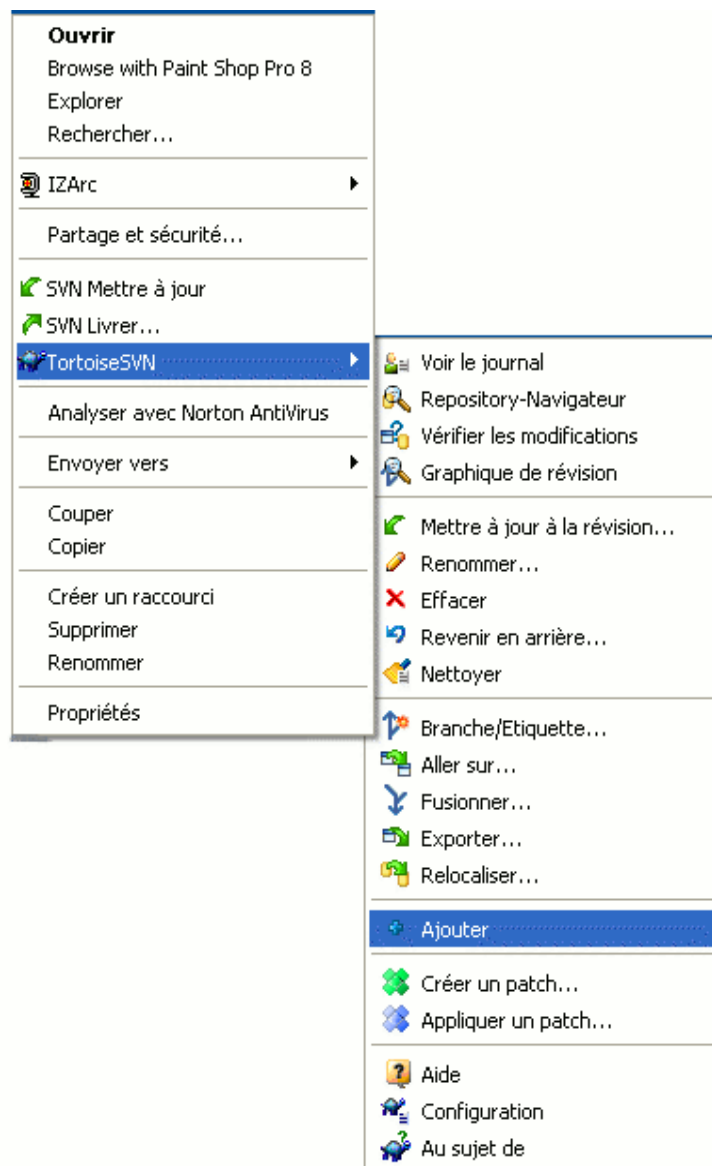 Ouvrir
Browse with Paint Shop Pro 8
Explorer
Rechercher...
IZArc
Partage et sécurité...
SVN Mettre à jour
SVN Livrer...
TortoiseSVN
Analyser avec Norton AntiVirus
Envoyer vers
Couper
Copier
Créer un raccourci
Supprimer
Renommer
Propriétés
Voir le journal
Repository-Navigateur
Vérifier les modifications
Graphique de révision
Mettre à jour à la révision...
Renommer...
Effacer
Revenir en arrière...
Nettoyer
Branche/Etiquette...
Aller sur...
Fusionner...
Exporter...
Relocaliser...
Ajouter
Créer un patch...
Appliquer un patch...
Aide
Configuration
Au sujet de